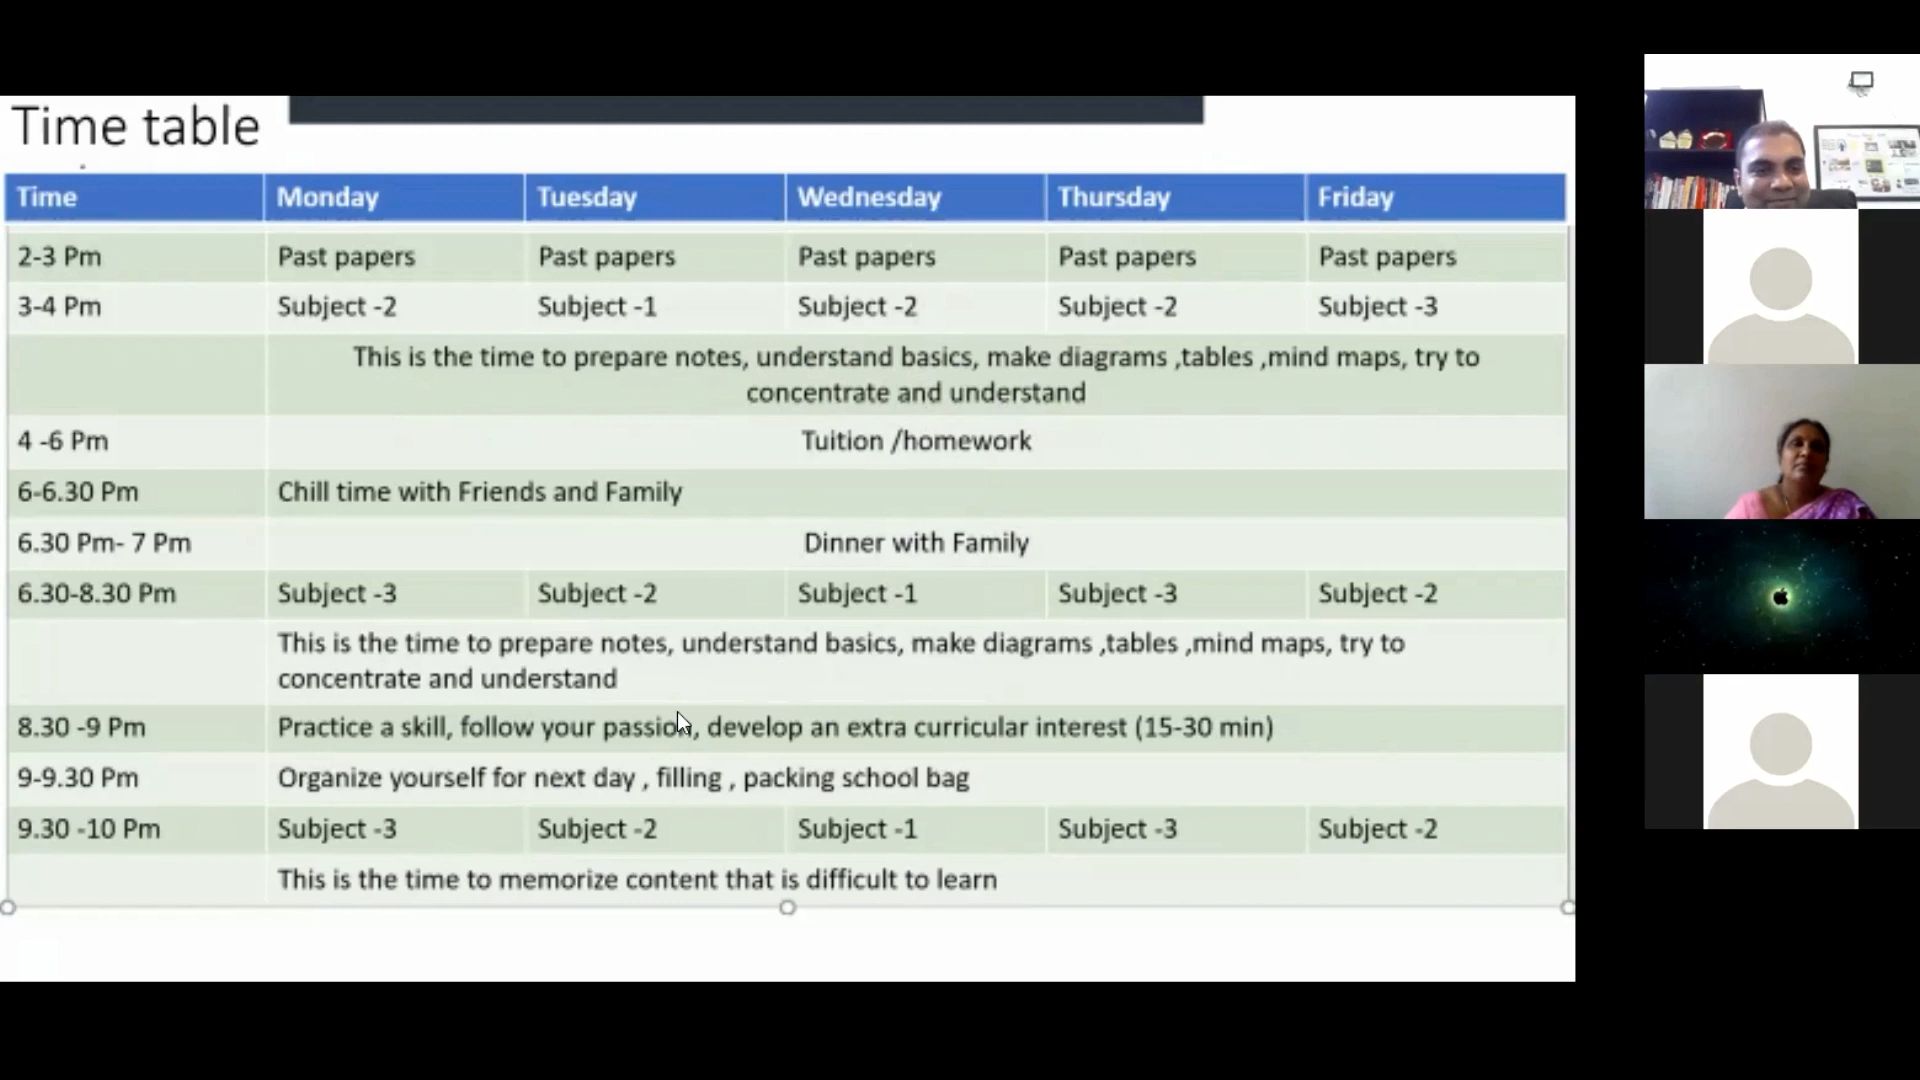 Time table
Time Monday Tuesday Wednesday Thursday Friday
2-3 Pm Past papers Past papers Past papers Past papers Past papers
3-4 Pm Subject -2 Subject -1 Subject -2 Subject -2 Subject -3
This is the time to prepare notes, understand basics, make diagrams ,tables ,mind maps, try to
concentrate and understand
4 -6 Pm Tuition /homework
6-6.30 Pm Chill time with Friends and Family
6.30 Pm- 7 Pm Dinner with Family
6.30-8.30 Pm Subject -3 Subject -2 Subject -1 Subject -3 Subject -2
This is the time to prepare notes, understand basics, make diagrams ,tables ,mind maps, try to
concentrate and understand
8.30 -9 Pm Practice a skill, follow your passion, develop an extra curricular interest (15-30 min)
9-9.30 Pm Organize yourself for next day , filling , packing school bag
9.30 -10 Pm Subject -3 Subject -2 Subject -1 Subject -3 Subject -2
This is the time to memorize content that is difficult to learn